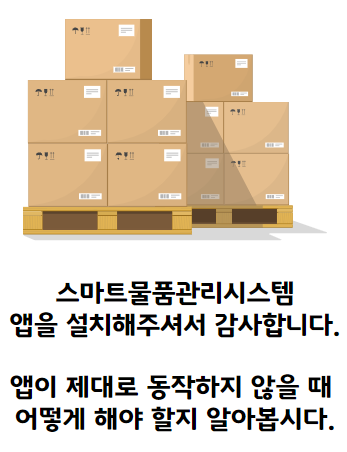 스마트물품관리시스템
앱을 설치해주셔서 감사합니다.
앱이 제대로 동작하지 않을 때
어떻게 해야 할지 알아봅시다.